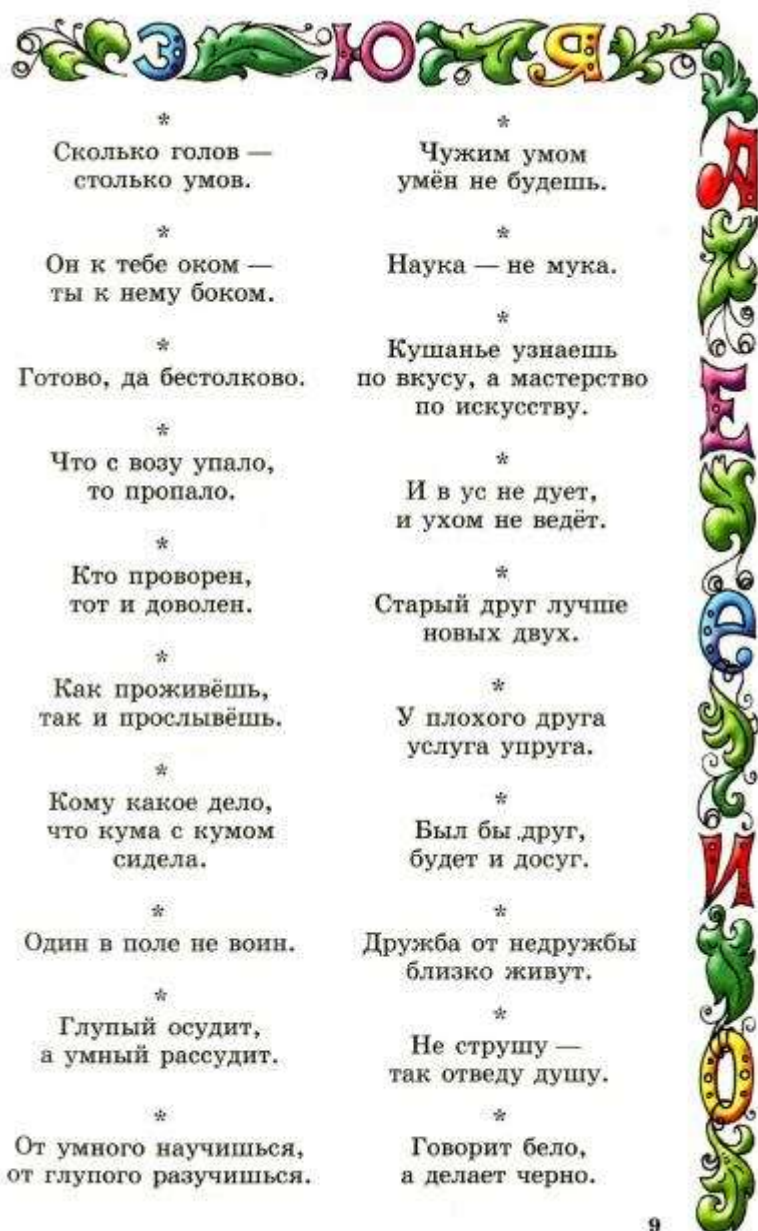 З Ю Я
А
Е
е
И
О
*
Сколько голов —
столько умов.
*
Он к тебе оком —
ты к нему боком.
*
Готово, да бестолково.
*
Что с возу упало,
то пропало.
*
Кто проворен,
тот и доволен.
*
Как проживёшь,
так и прослывёшь.
*
Кому какое дело,
что кума с кумом
сидела.
*
Один в поле не воин.
*
Глупый осудит,
а умный рассудит.
*
От умного научишься,
от глупого разучишься.
*
Чужим умом
умён не будешь.
*
Наука — не мука.
*
Кушанье узнаешь
по вкусу, а мастерство
по искусству.
*
И в ус не дует,
и ухом не ведёт.
*
Старый друг лучше
новых двух.
*
У плохого друга
услуга упруга.
*
Был бы друг,
будет и досуг.
*
Дружба от недружбы
близко живут.
*
Не струшу —
так отведу душу.
*
Говорит бело,
а делает черно.
9